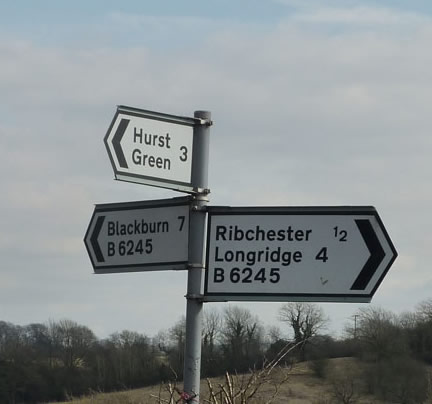 Hurst
Green 3
Blackburn 7
B 6245
Ribchester ½
Longridge 4
B 6245